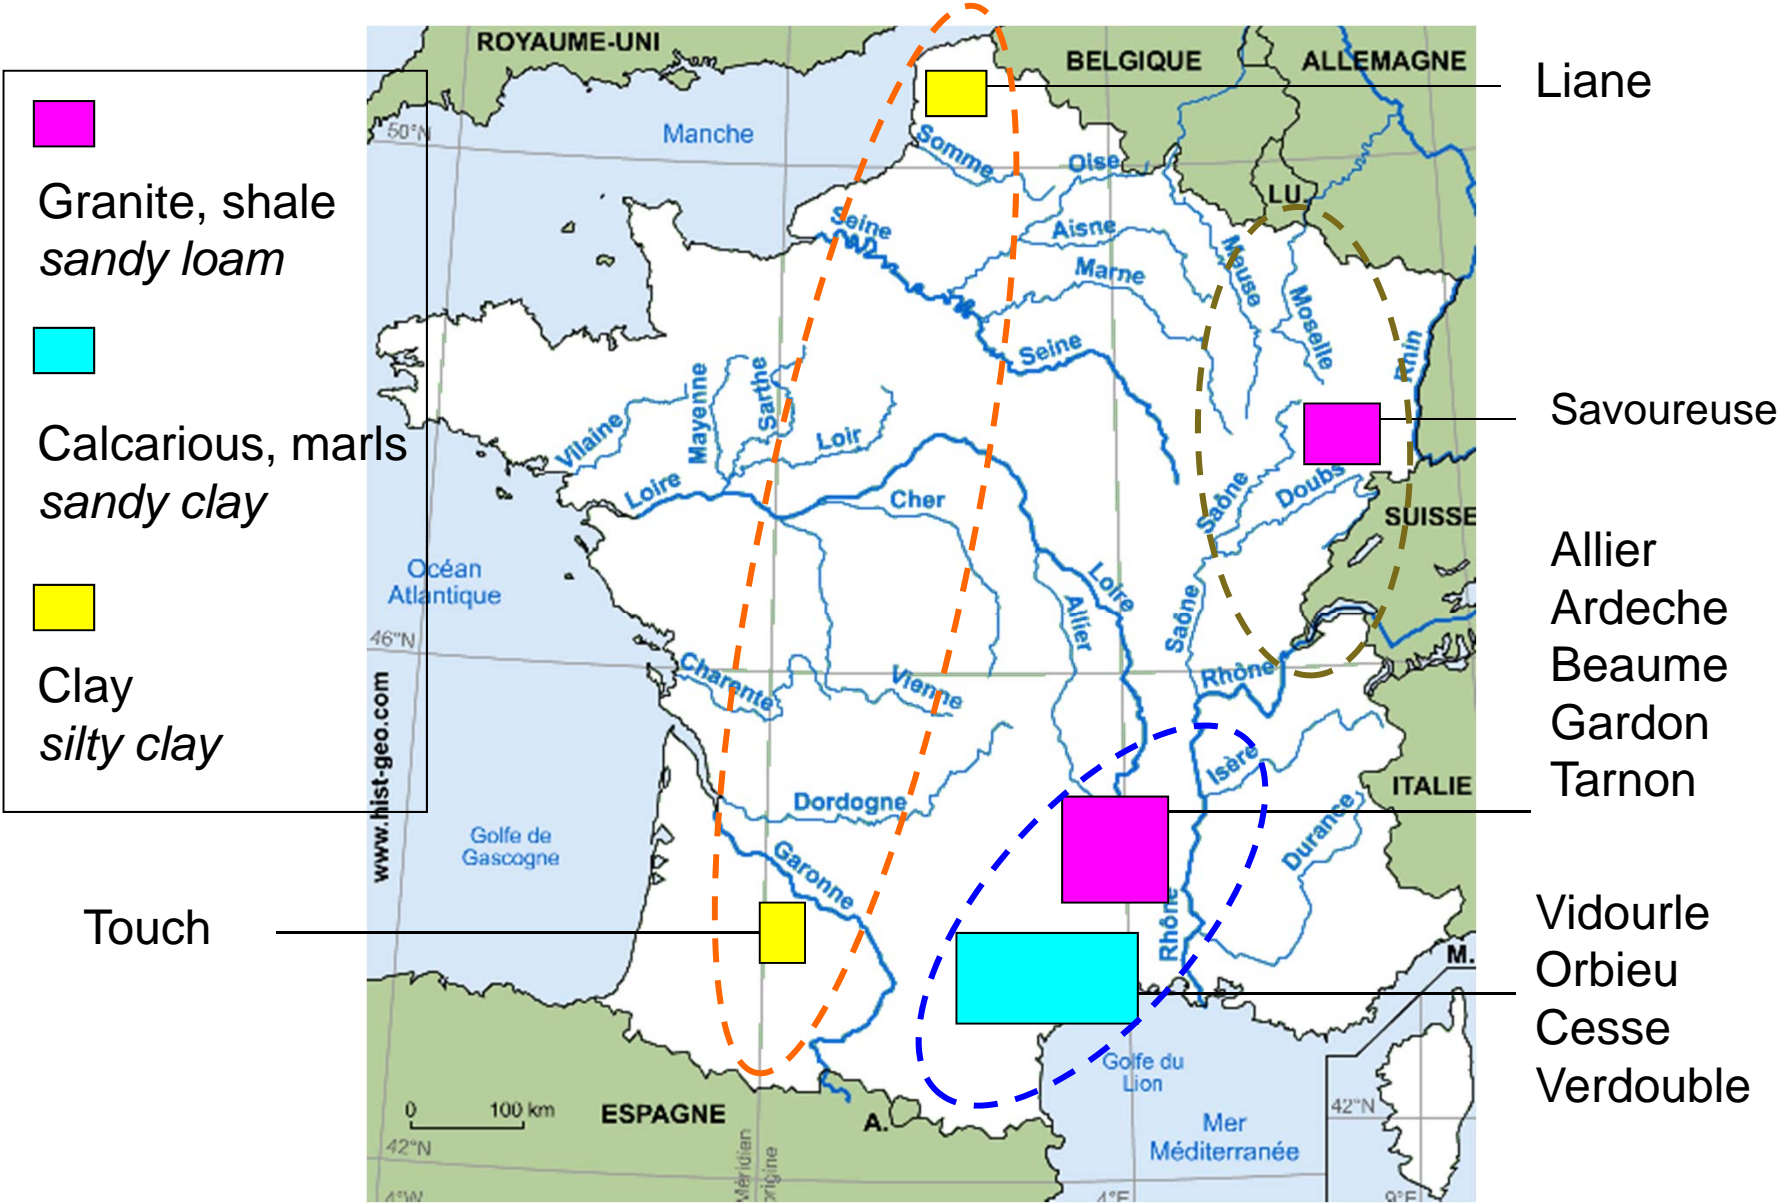 Granite, shale
sandy loam
Calcarious, marls
sandy clay
Clay
silty clay
Touch
ROYAUME-UNI
BELGIQUE
ALLEMAGNE
LU.
SUISSE
ITALIE
M.
ESPAGNE
A.
Manche
Océan
Atlantique
Golfe de
Gascogne
Golfe du
Lion
Mer
Méditerranée
50°N
46°N
42°N
42°N
4°W
Méridien
origine
4°E
9°E
0
100 km
www.hist-geo.com
Somme
Oise
Aisne
Marne
Seine
Seine
Meuse
Moselle
Rhin
Vilaine
Mayenne
Sarthe
Loir
Loire
Cher
Loire
Allier
Saône
Doubs
Saône
Rhône
Charente
Vienne
Isère
Dordogne
Garonne
Durance
Rhône
Liane
Savoureuse
Allier
Ardeche
Beaume
Gardon
Tarnon
Vidourle
Orbieu
Cesse
Verdouble